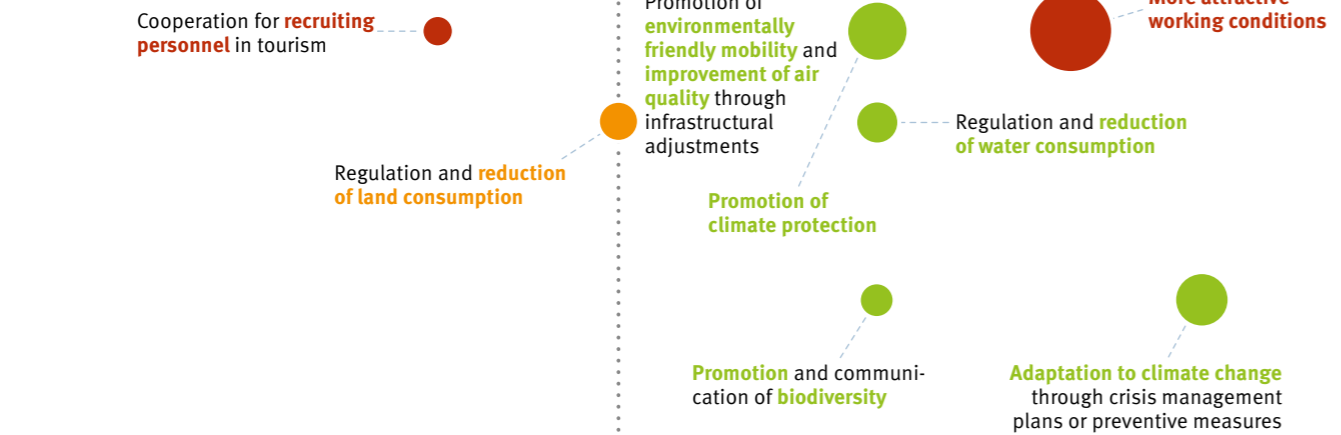 Cooperation for recruiting
personnel in tourism
Promotion of
environmentally
friendly mobility and
improvement of air
quality through
infrastructural
adjustments
More attractive
working conditions
Regulation and reduction
of water consumption
Regulation and reduction
of land consumption
Promotion of
climate protection
Promotion and communi-
cation of biodiversity
Adaptation to climate change
through crisis management
plans or preventive measures